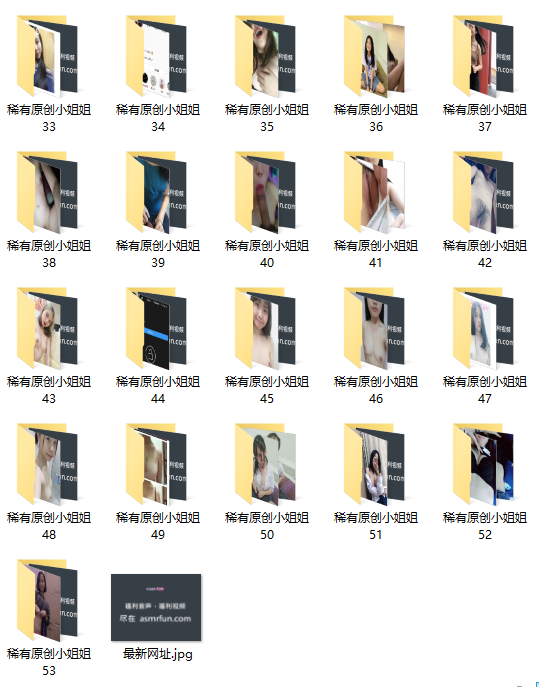 稀有原创小姐姐 33
稀有原创小姐姐 34
稀有原创小姐姐 35
稀有原创小姐姐 36
稀有原创小姐姐 37
稀有原创小姐姐 38
稀有原创小姐姐 39
稀有原创小姐姐 40
稀有原创小姐姐 41
稀有原创小姐姐 42
稀有原创小姐姐 43
稀有原创小姐姐 44
稀有原创小姐姐 45
稀有原创小姐姐 46
稀有原创小姐姐 47
稀有原创小姐姐 48
稀有原创小姐姐 49
稀有原创小姐姐 50
稀有原创小姐姐 51
稀有原创小姐姐 52
稀有原创小姐姐 53
福利音声·福利视频
尽在 asmrfun.com
最新网址.jpg